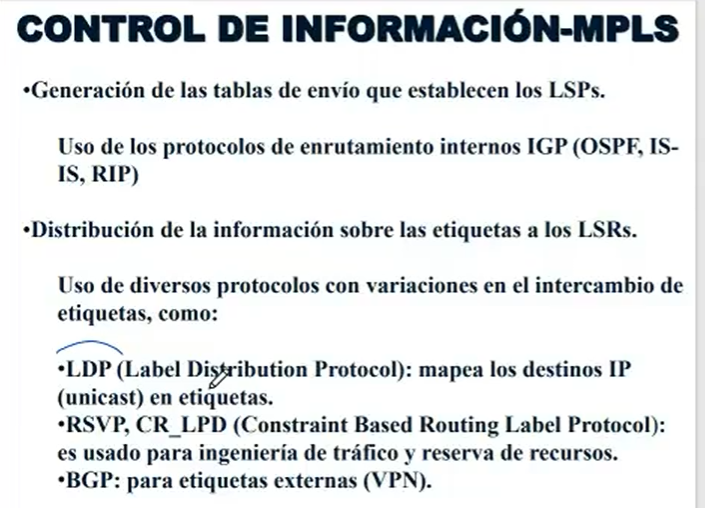 CONTROL DE INFORMACIÓN-MPLS
•Generación de las tablas de envío que establecen los LSPs.
Uso de los protocolos de enrutamiento internos IGP (OSPF, IS-
IS, RIP)
•Distribución de la información sobre las etiquetas a los LSRs.
Uso de diversos protocolos con variaciones en el intercambio de
etiquetas, como:
•LDP (Label Distribution Protocol): mapea los destinos IP
(unicast) en etiquetas.
•RSVP, CR_LPD (Constraint Based Routing Label Protocol):
es usado para ingeniería de tráfico y reserva de recursos.
•BGP: para etiquetas externas (VPN).